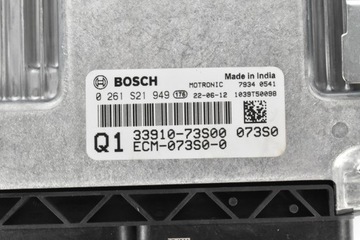 BOSCH
Made in India
MOTRONIC 7934 0541
0 261 S21 949 176 22-06-12 1039T50098
Q1 33910-73S00 073S0
ECM-073S0-0